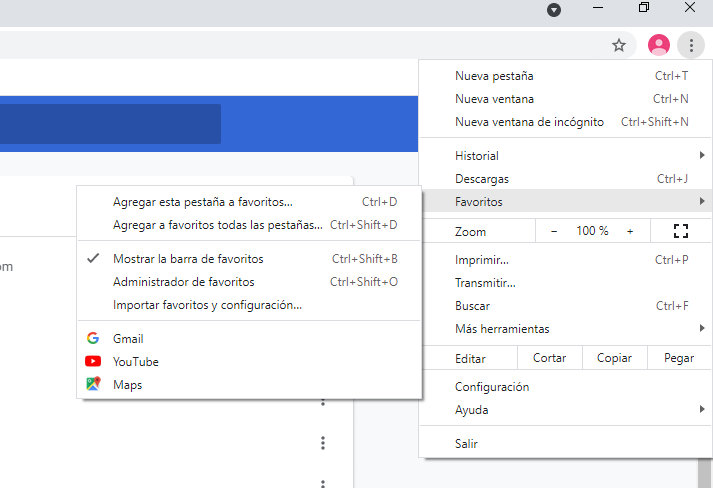 Nueva pestaña Ctrl+T
Nueva ventana Ctrl+N
Nueva ventana de incógnito Ctrl+Shift+N
Historial
Descargas Ctrl+J
Favoritos
Zoom − 100 % +
Imprimir... Ctrl+P
Transmitir...
Buscar Ctrl+F
Más herramientas
Editar Cortar Copiar Pegar
Configuración
Ayuda
Salir
Agregar esta pestaña a favoritos... Ctrl+D
Agregar a favoritos todas las pestañas... Ctrl+Shift+D
Mostrar la barra de favoritos Ctrl+Shift+B
Administrador de favoritos Ctrl+Shift+O
Importar favoritos y configuración...
Gmail
YouTube
Maps
om